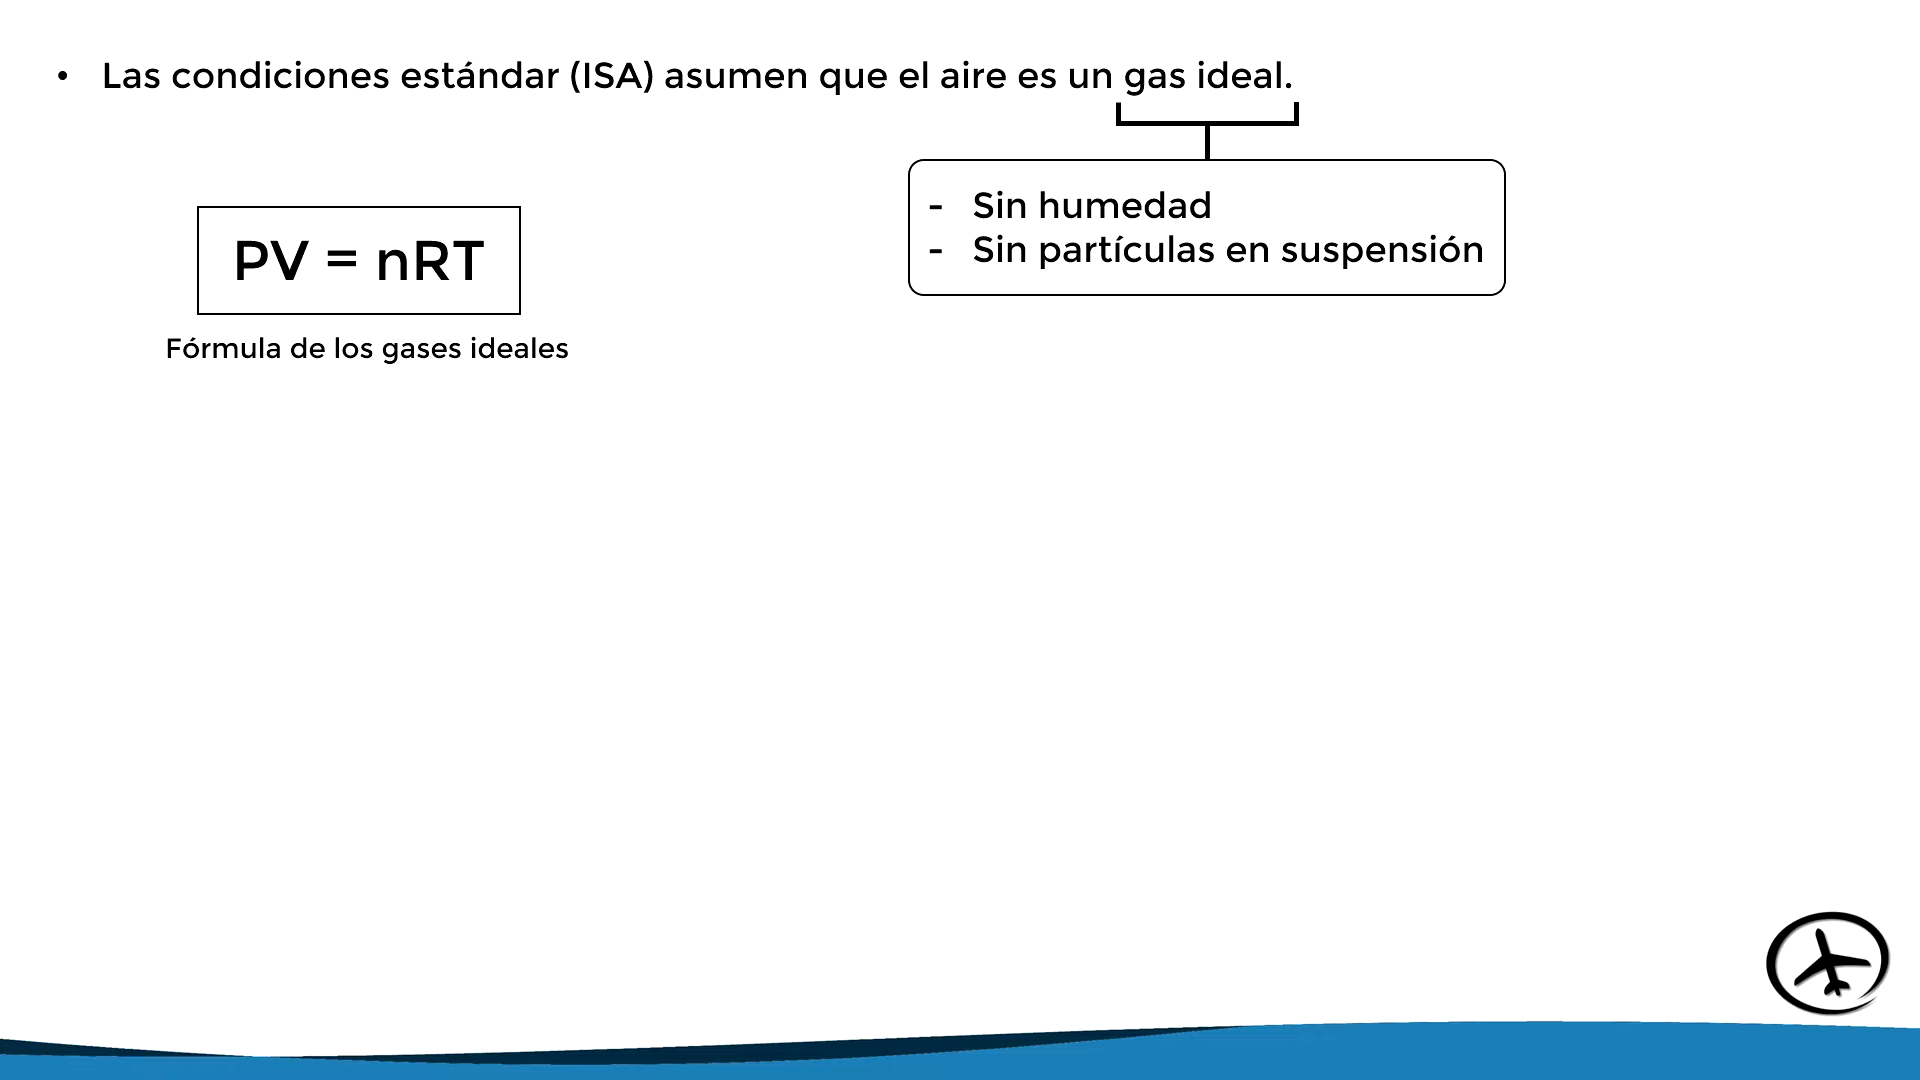 • Las condiciones estándar (ISA) asumen que el aire es un gas ideal.
- Sin humedad
- Sin partículas en suspensión
PV = nRT
Fórmula de los gases ideales